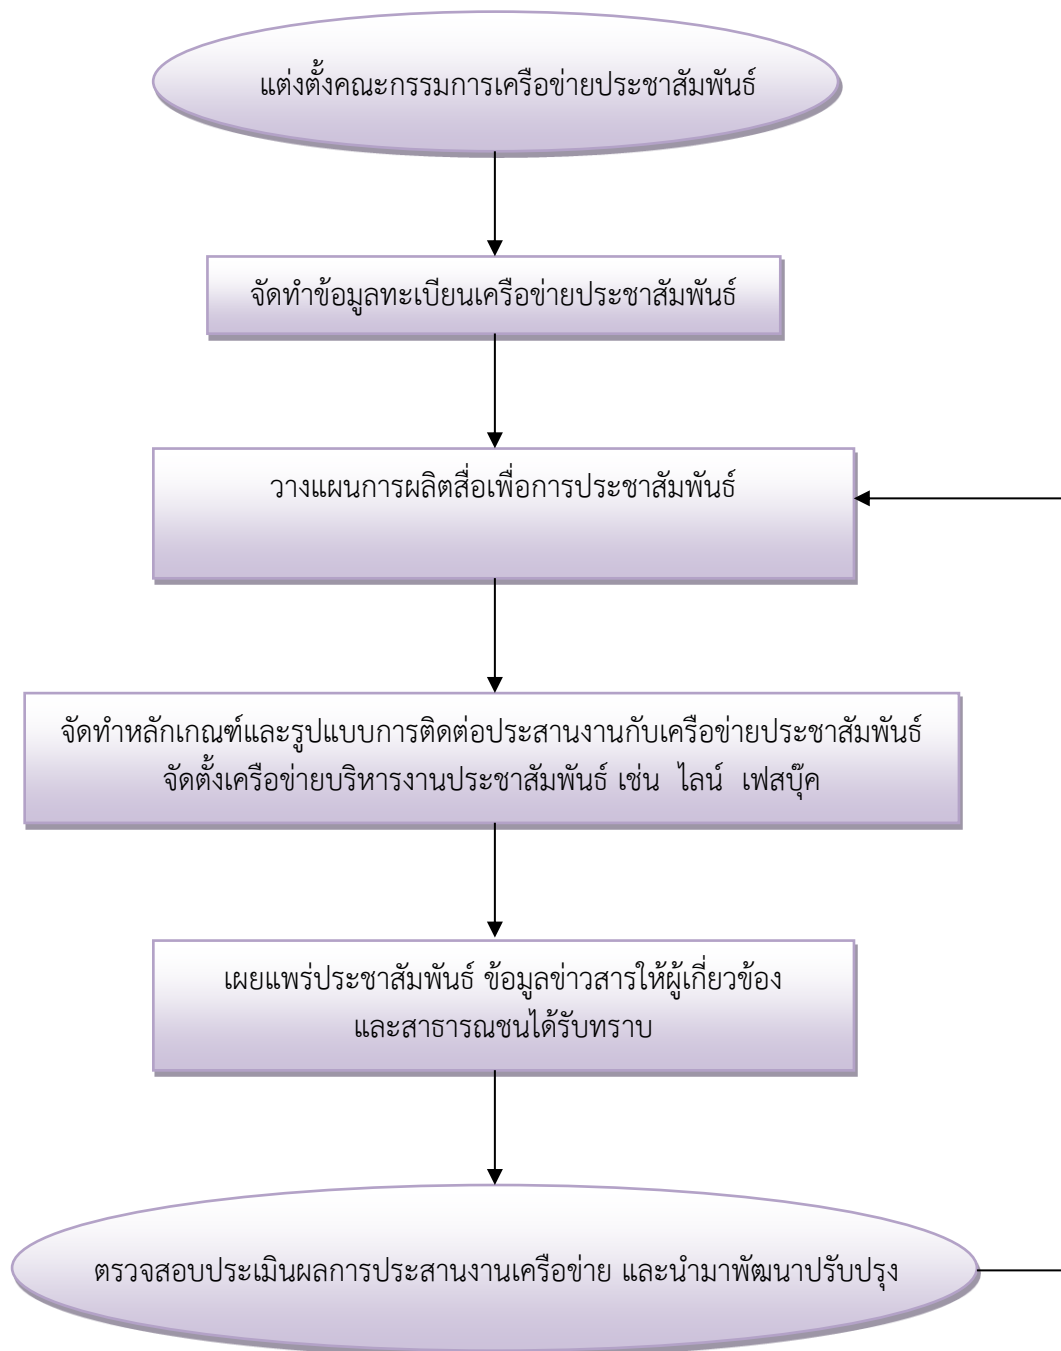 แต่งตั้งคณะกรรมการเครือข่ายประชาสัมพันธ์
จัดทำข้อมูลทะเบียนเครือข่ายประชาสัมพันธ์
วางแผนการผลิตสื่อเพื่อการประชาสัมพันธ์
จัดทำหลักเกณฑ์และรูปแบบการติดต่อประสานงานกับเครือข่ายประชาสัมพันธ์
จัดตั้งเครือข่ายบริหารงานประชาสัมพันธ์ เช่น ไลน์ เฟสบุ๊ค
เผยแพร่ประชาสัมพันธ์ ข้อมูลข่าวสารให้ผู้เกี่ยวข้อง
และสาธารณชนได้รับทราบ
ตรวจสอบประเมินผลการประสานงานเครือข่าย และนำมาพัฒนาปรับปรุง